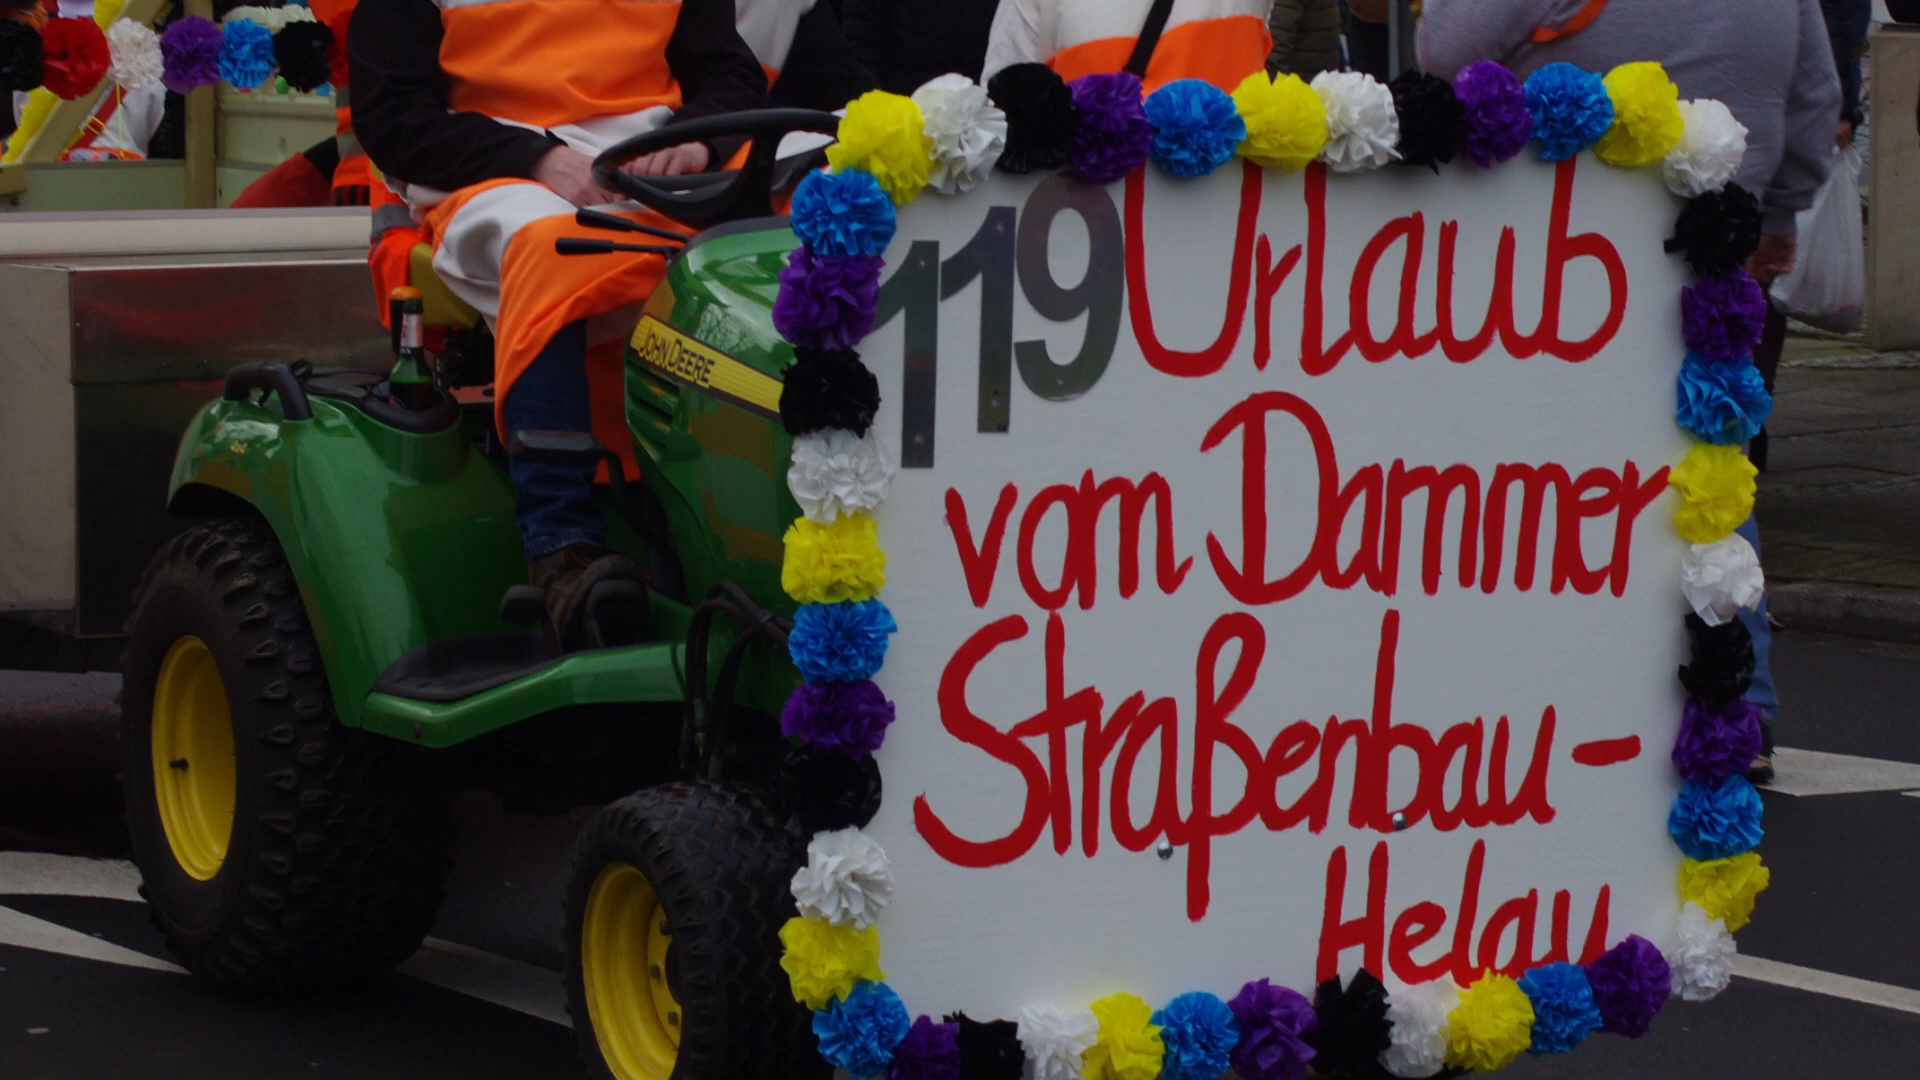 JOHN DEERE
119 Urlaub
vom Dammer
Straßenbau-
Helau